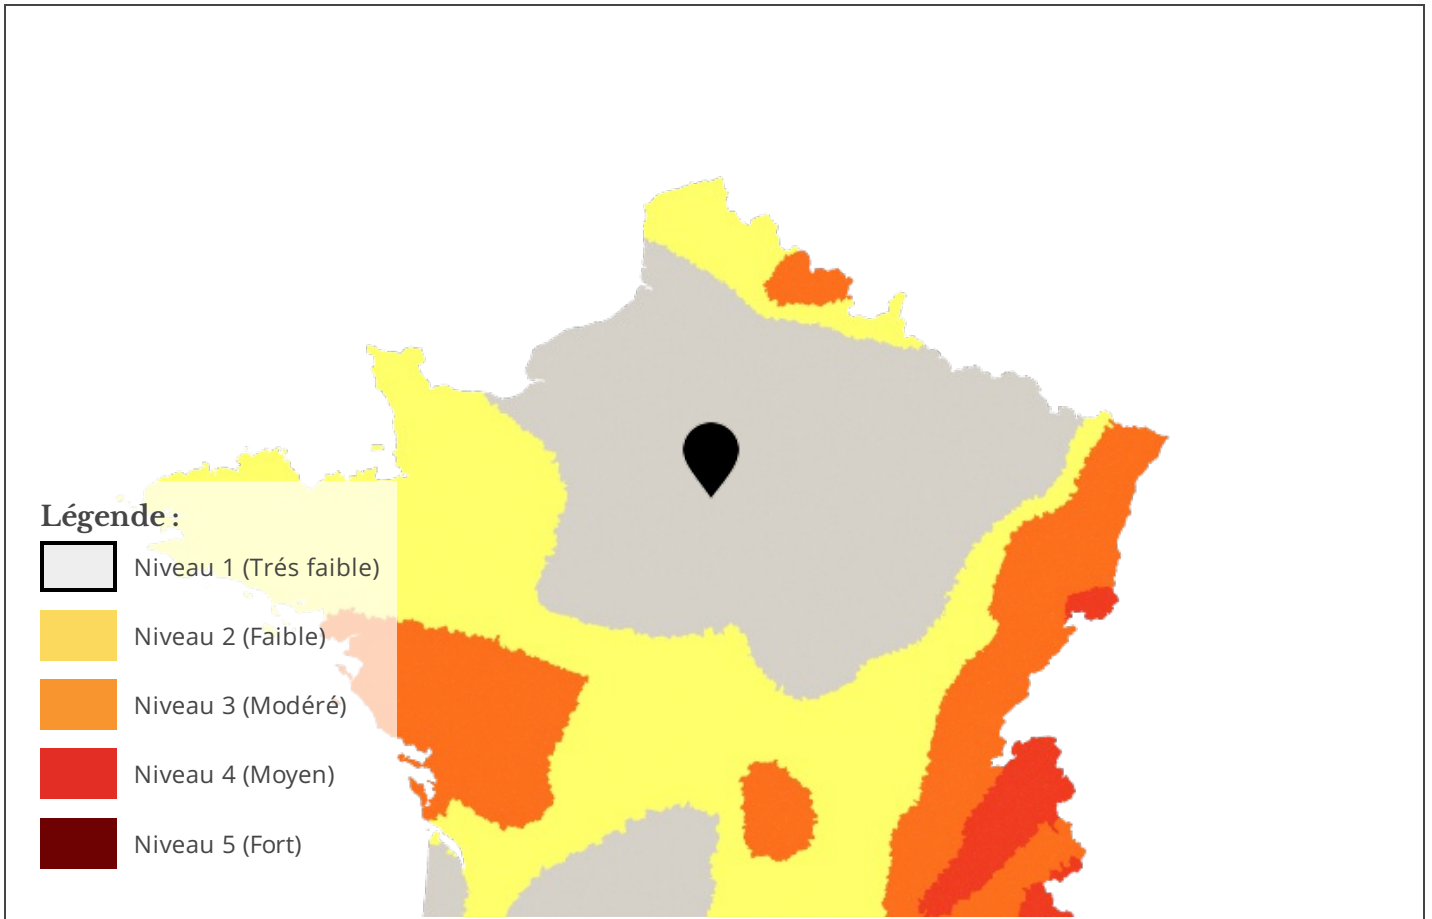 Légende :
Niveau 1 (Trés faible)
Niveau 2 (Faible)
Niveau 3 (Modéré)
Niveau 4 (Moyen)
Niveau 5 (Fort)